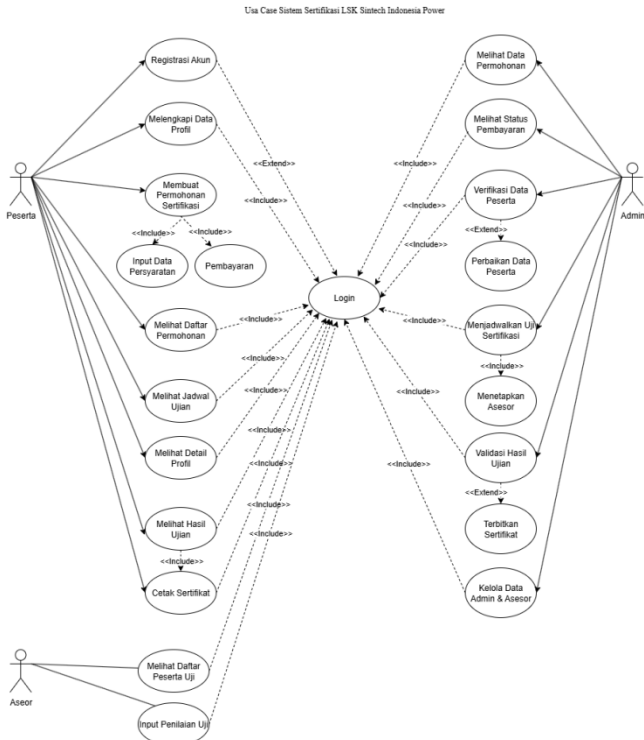 Usa Case Sistem Sertifikasi LSK Sintech Indonesia Power
Registrasi Akun
Melengkapi Data
Profil
<<Extend>>
<<Include>>
Peserta
Membuat
Permohonan
Sertifikasi
<<Include>>
<<Include>>
Input Data
Persyaratan
Pembayaran
Melihat Daftar
Permohonan
<<Include>>
Melihat Jadwal
Ujian
<<Include>>
Melihat Detail
Profil
<<Include>>
Melihat Hasil
Ujian
<<Include>>
<<Include>>
Cetak Sertifikat
<<Include>>
Aseor
Melihat Daftar
Peserta Uji
<<Include>>
Input Penilaian Uji
<<Include>>
Login
Melihat Data
Permohonan
<<Include>>
Melihat Status
Pembayaran
<<Include>>
Verifikasi Data
Peserta
<<Include>>
Admin
<<Extend>>
Perbaikan Data
Peserta
Menjadwalkan Uji
Sertifikasi
<<Include>>
<<Include>>
Menetapkan
Asesor
<<Include>>
Validasi Hasil
Ujian
<<Extend>>
Terbitkan
Sertifikat
<<Include>>
Kelola Data
Admin & Asesor